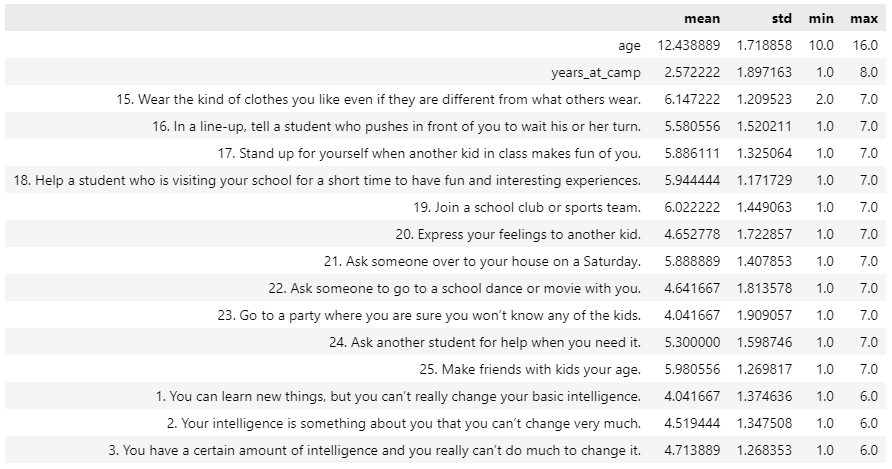 mean std min max
age 12.438889 1.718858 10.0 16.0
years_at_camp 2.572222 1.897163 1.0 8.0
15. Wear the kind of clothes you like even if they are different from what others wear. 6.147222 1.209523 2.0 7.0
16. In a line-up, tell a student who pushes in front of you to wait his or her turn. 5.580556 1.520211 1.0 7.0
17. Stand up for yourself when another kid in class makes fun of you. 5.886111 1.325064 1.0 7.0
18. Help a student who is visiting your school for a short time to have fun and interesting experiences. 5.944444 1.171729 1.0 7.0
19. Join a school club or sports team. 6.022222 1.449063 1.0 7.0
20. Express your feelings to another kid. 4.652778 1.722857 1.0 7.0
21. Ask someone over to your house on a Saturday. 5.888889 1.407853 1.0 7.0
22. Ask someone to go to a school dance or movie with you. 4.641667 1.813578 1.0 7.0
23. Go to a party where you are sure you won’t know any of the kids. 4.041667 1.909057 1.0 7.0
24. Ask another student for help when you need it. 5.300000 1.598746 1.0 7.0
25. Make friends with kids your age. 5.980556 1.269817 1.0 7.0
1. You can learn new things, but you can’t really change your basic intelligence. 4.041667 1.374636 1.0 6.0
2. Your intelligence is something about you that you can’t change very much. 4.519444 1.347508 1.0 6.0
3. You have a certain amount of intelligence and you really can’t do much to change it. 4.713889 1.268353 1.0 6.0